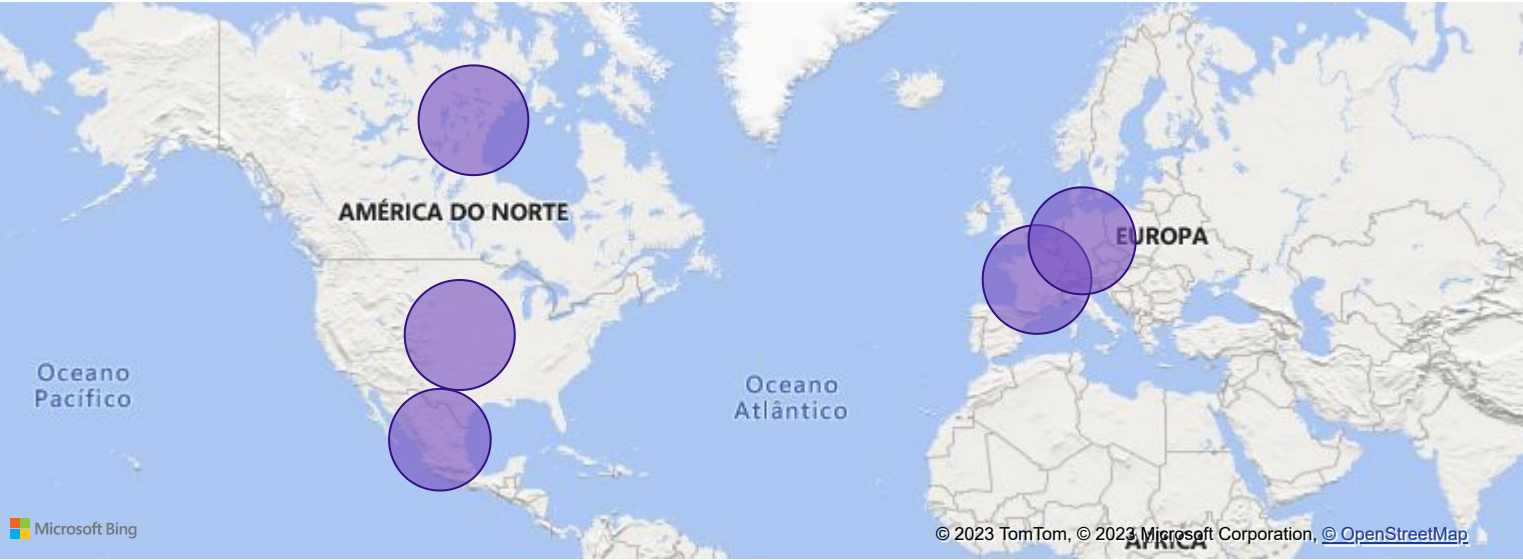 AMÉRICA DO NORTE
EUROPA
Oceano
Pacífico
Oceano
Atlântico
ÁFRICA
Microsoft Bing
© 2023 TomTom, © 2023 Microsoft Corporation, © OpenStreetMap